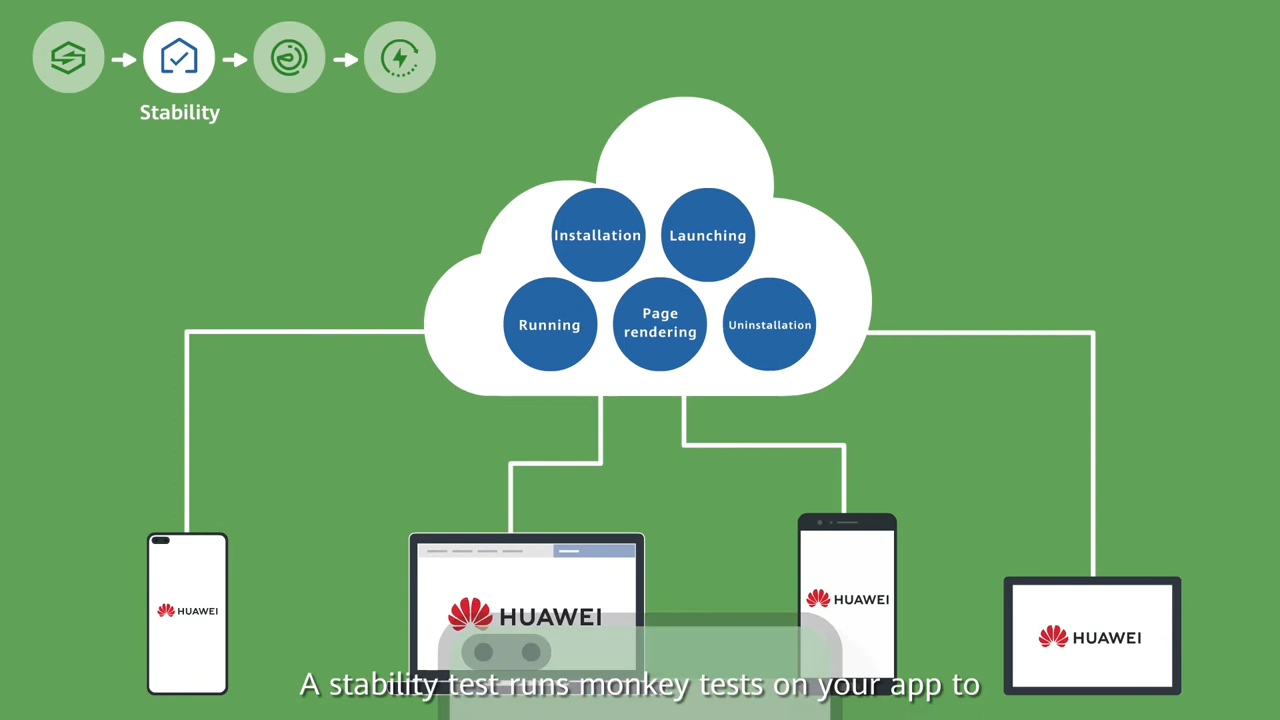 Stability
Installation
Launching
Running
Page
rendering
Uninstallation
HUAWEI
HUAWEI
HUAWEI
HUAWEI
A stability test runs monkey tests on your app to